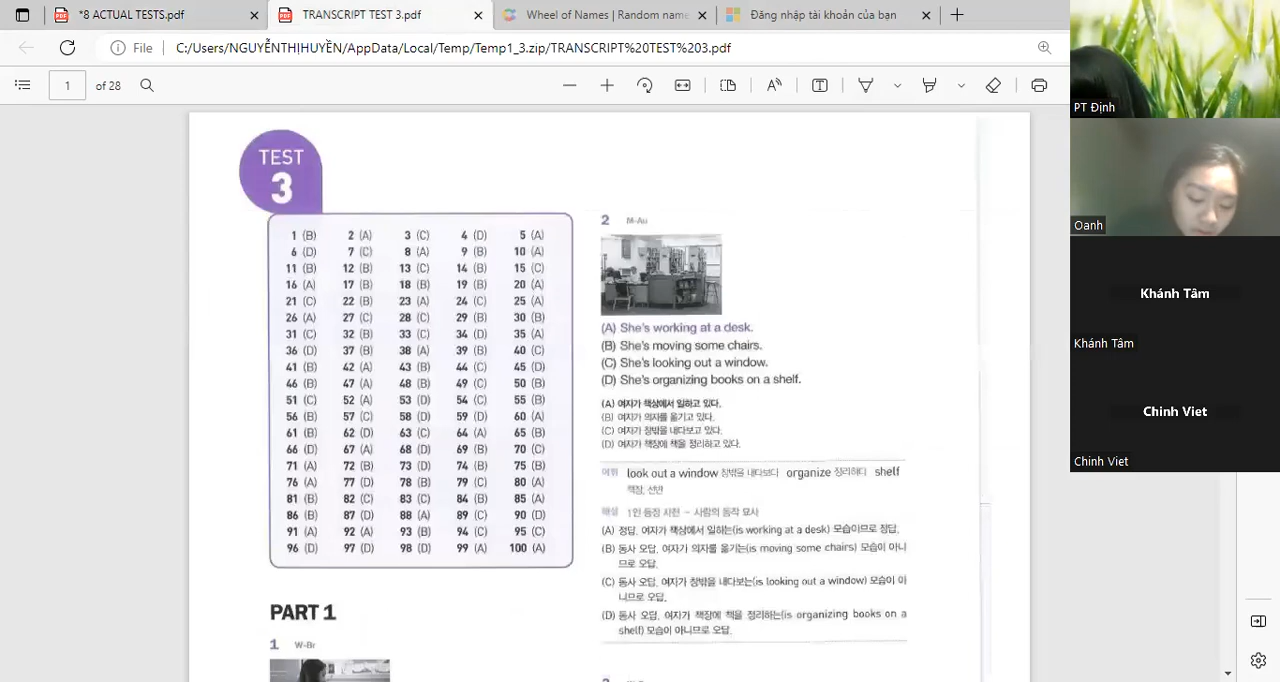 *8 ACTUAL TESTS.pdf
TRANSCRIPT TEST 3.pdf
Wheel of Names | Random name
Đăng nhập tài khoản của bạn
File
C:/Users/NGUYỄNTHỊHUYỀN/AppData/Local/Temp/Temp1_3.zip/TRANSCRIPT%20TEST%203.pdf
1 of 28
TEST
3
1 (B) 2 (A) 3 (C) 4 (D) 5 (A)
6 (D) 7 (C) 8 (A) 9 (B) 10 (A)
11 (B) 12 (B) 13 (C) 14 (B) 15 (C)
16 (A) 17 (B) 18 (B) 19 (B) 20 (A)
21 (C) 22 (B) 23 (A) 24 (C) 25 (A)
26 (A) 27 (C) 28 (C) 29 (B) 30 (B)
31 (C) 32 (B) 33 (C) 34 (D) 35 (A)
36 (D) 37 (B) 38 (A) 39 (B) 40 (C)
41 (B) 42 (A) 43 (B) 44 (C) 45 (D)
46 (B) 47 (A) 48 (B) 49 (C) 50 (B)
51 (C) 52 (A) 53 (D) 54 (C) 55 (B)
56 (B) 57 (C) 58 (D) 59 (D) 60 (A)
61 (B) 62 (D) 63 (C) 64 (A) 65 (B)
66 (D) 67 (A) 68 (D) 69 (B) 70 (C)
71 (A) 72 (B) 73 (D) 74 (B) 75 (B)
76 (A) 77 (D) 78 (B) 79 (C) 80 (A)
81 (B) 82 (C) 83 (C) 84 (B) 85 (A)
86 (B) 87 (D) 88 (A) 89 (C) 90 (D)
91 (A) 92 (A) 93 (B) 94 (C) 95 (C)
96 (D) 97 (D) 98 (D) 99 (A) 100 (A)
PART 1
1 W-Br
2 M-Au
(A) She's working at a desk.
(B) She's moving some chairs.
(C) She's looking out a window.
(D) She's organizing books on a shelf.
(A) 여자가 책상에서 일하고 있다.
(B) 여자가 의자를 옮기고 있다.
(C) 여자가 창밖을 내다보고 있다.
(D) 여자가 책장에 책을 정리하고 있다.
어휘 look out a window 창밖을 내다보다 organize 정리하다 shelf
책장, 선반
해설 1인 등장 사진 – 사람의 동작 묘사
(A) 정답. 여자가 책상에서 일하는(is working at a desk) 모습이므로 정답.
(B) 동사 오답. 여자가 의자를 옮기는(is moving some chairs) 모습이 아니
므로 오답.
(C) 동사 오답. 여자가 창밖을 내다보는(is looking out a window) 모습이 아
니므로 오답.
(D) 동사 오답. 여자가 책장에 책을 정리하는(is organizing books on a
shelf) 모습이 아니므로 오답.
PT Định
Oanh
Khánh Tâm
Khánh Tâm
Chinh Viet
Chinh Viet